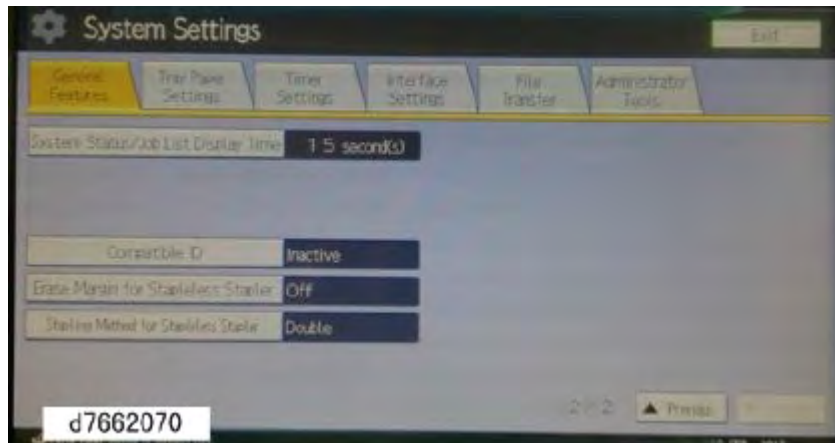 System Settings
Exit
General Features
Tray Paper Settings
Timer Settings
Interface Settings
File Transfer
Administrator Tools
System Status/Job List Display Time
15 second(s)
Compatible ID
Inactive
Erase Margin for Stapleless Stapler
Off
Stapling Method for Stapleless Stapler
Double
2/2
▲ Previous
d7662070